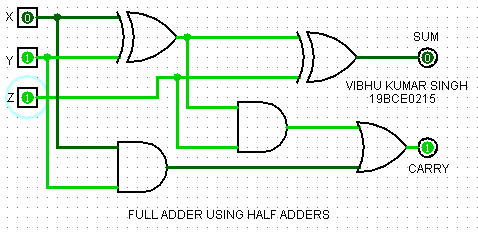 X 0
SUM
Y 1
0
VIBHU KUMAR SINGH
19BCE0215
Z 1
1
CARRY
FULL ADDER USING HALF ADDERS